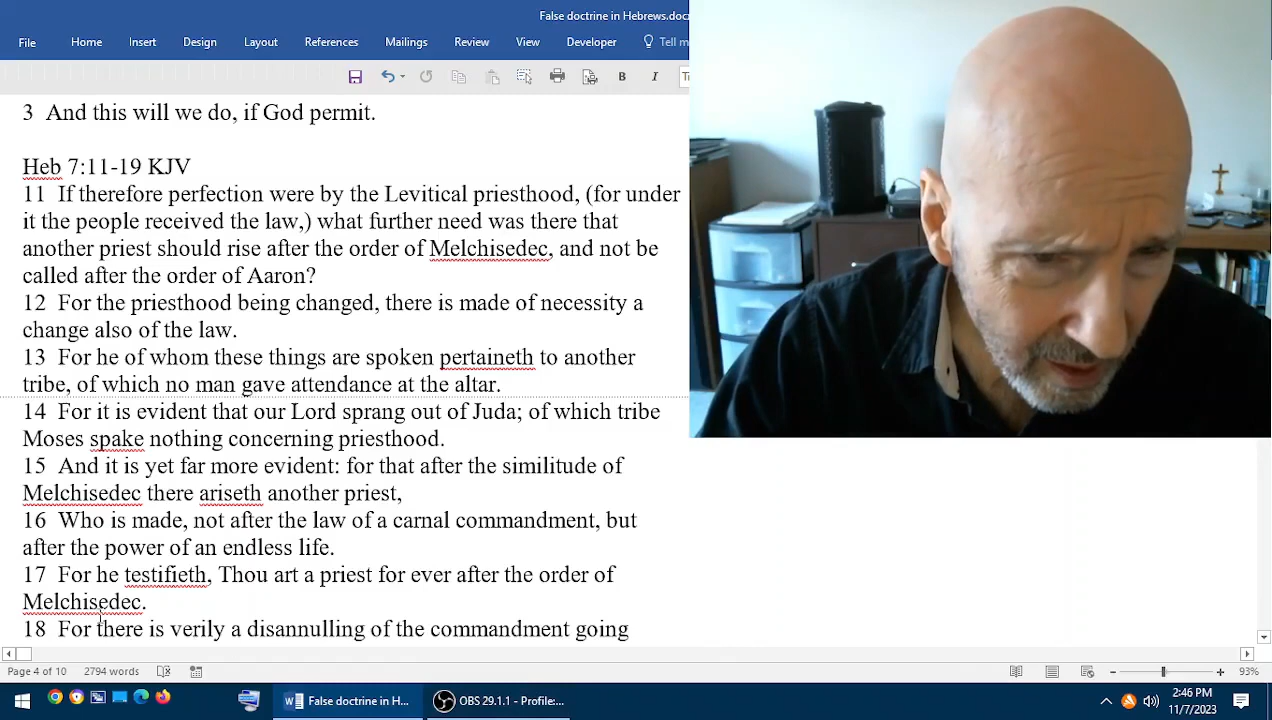 False doctrine in Hebrews.docx
File Home Insert Design Layout References Mailings Review View Developer Tell m
B I
3 And this will we do, if God permit.
Heb 7:11-19 KJV
11 If therefore perfection were by the Levitical priesthood, (for under
it the people received the law,) what further need was there that
another priest should rise after the order of Melchisedec, and not be
called after the order of Aaron?
12 For the priesthood being changed, there is made of necessity a
change also of the law.
13 For he of whom these things are spoken pertaineth to another
tribe, of which no man gave attendance at the altar.
14 For it is evident that our Lord sprang out of Juda; of which tribe
Moses spake nothing concerning priesthood.
15 And it is yet far more evident: for that after the similitude of
Melchisedec there ariseth another priest,
16 Who is made, not after the law of a carnal commandment, but
after the power of an endless life.
17 For he testifieth, Thou art a priest for ever after the order of
Melchisedec.
18 For there is verily a disannulling of the commandment going
Page 4 of 10 2794 words 93%
False doctrine in H... OBS 29.1.1 - Profile:... 2:46 PM
11/7/2023